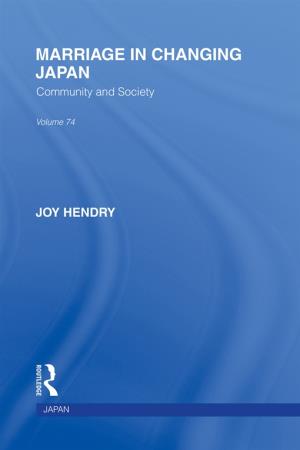 MARRIAGE IN CHANGING
JAPAN
Community and Society
Volume 74
JOY HENDRY
ROUTLEDGE
JAPAN